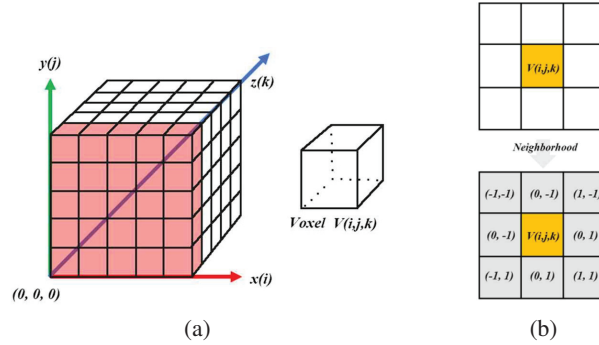 y(j)
z(k)
Voxel V(i,j,k)
(0, 0, 0)
x(i)
(a)
V(i,j,k)
Neighborhood
(-1,-1) (0, -1) (1, -1)
(0, -1) V(i,j,k) (0, 1)
(-1, 1) (0, 1) (1, 1)
(b)